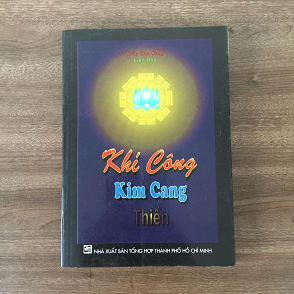 Khí Công
Kim Cang
Thiền
NHÀ XUẤT BẢN TỔNG HỢP THÀNH PHỐ HỒ CHÍ MINH